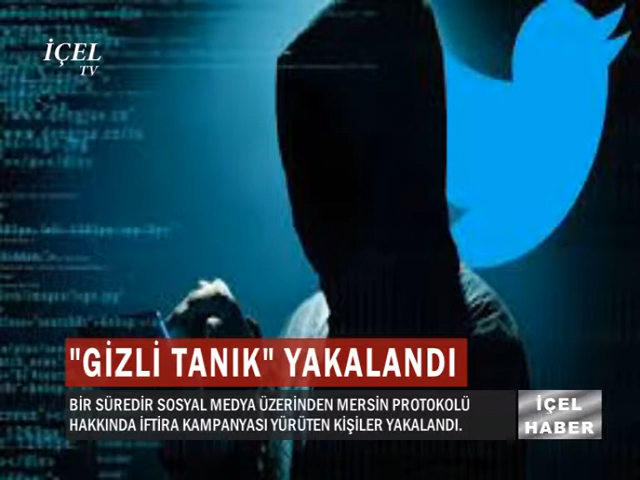 İÇEL
TV
"GİZLİ TANIK" YAKALANDI
BİR SÜREDİR SOSYAL MEDYA ÜZERİNDEN MERSİN PROTOKOLÜ
HAKKINDA İFTİRA KAMPANYASI YÜRÜTEN KİŞİLER YAKALANDI.
İÇEL
HABER